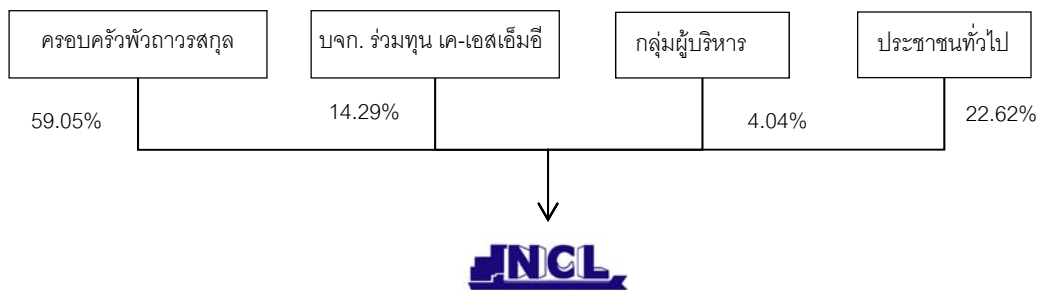 ครอบครัวพัวถาวรสกุล
บจก. ร่วมทุน เค-เอสเอ็มอี
กลุ่มผู้บริหาร
ประชาชนทั่วไป
59.05%
14.29%
4.04%
22.62%
NCL